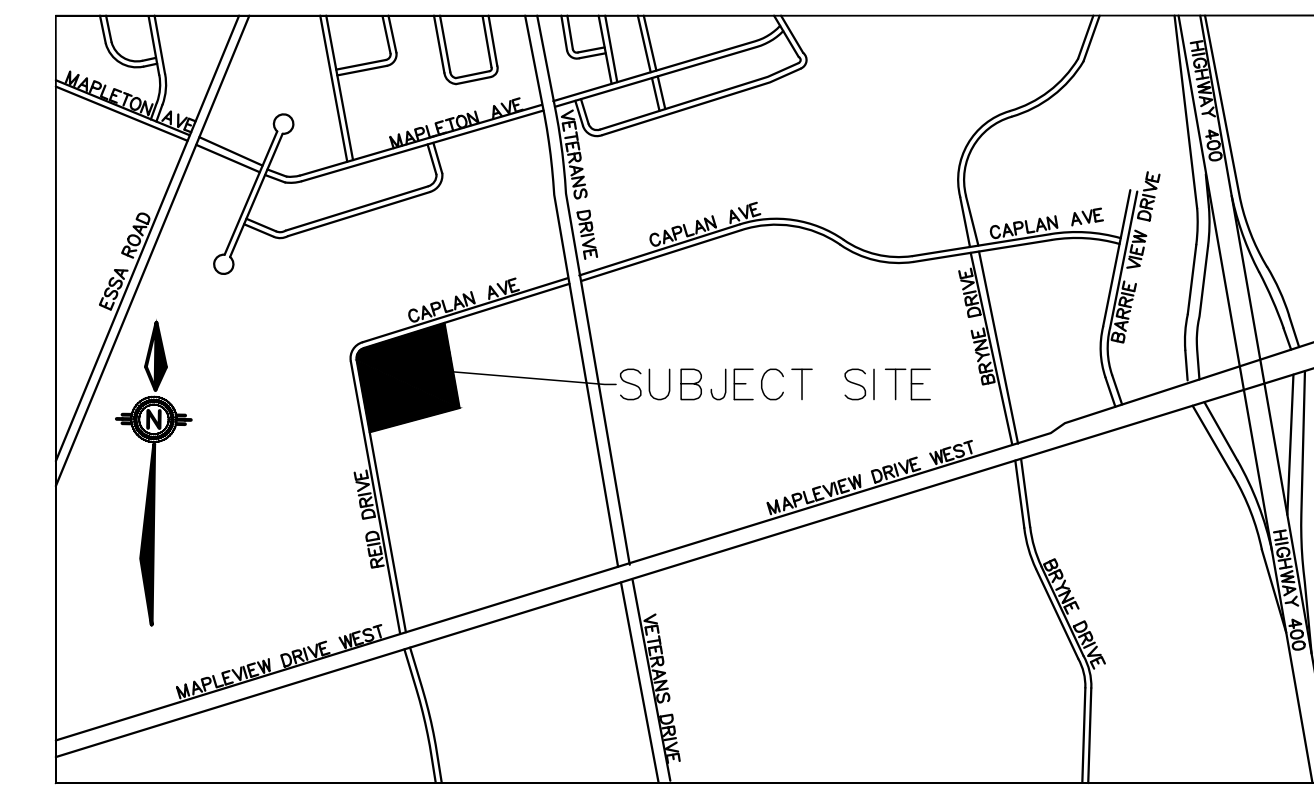 MAPLETON AVE
MAPLETON AVE
HIGHWAY 400
VETERANS DRIVE
ESSA ROAD
CAPLAN AVE
CAPLAN AVE
BARRIE VIEW DRIVE
CAPLAN AVE
BRYNE DRIVE
SUBJECT SITE
N
REID DRIVE
MAPLEVIEW DRIVE WEST
HIGHWAY 400
BRYNE DRIVE
MAPLEVIEW DRIVE WEST
VETERANS DRIVE